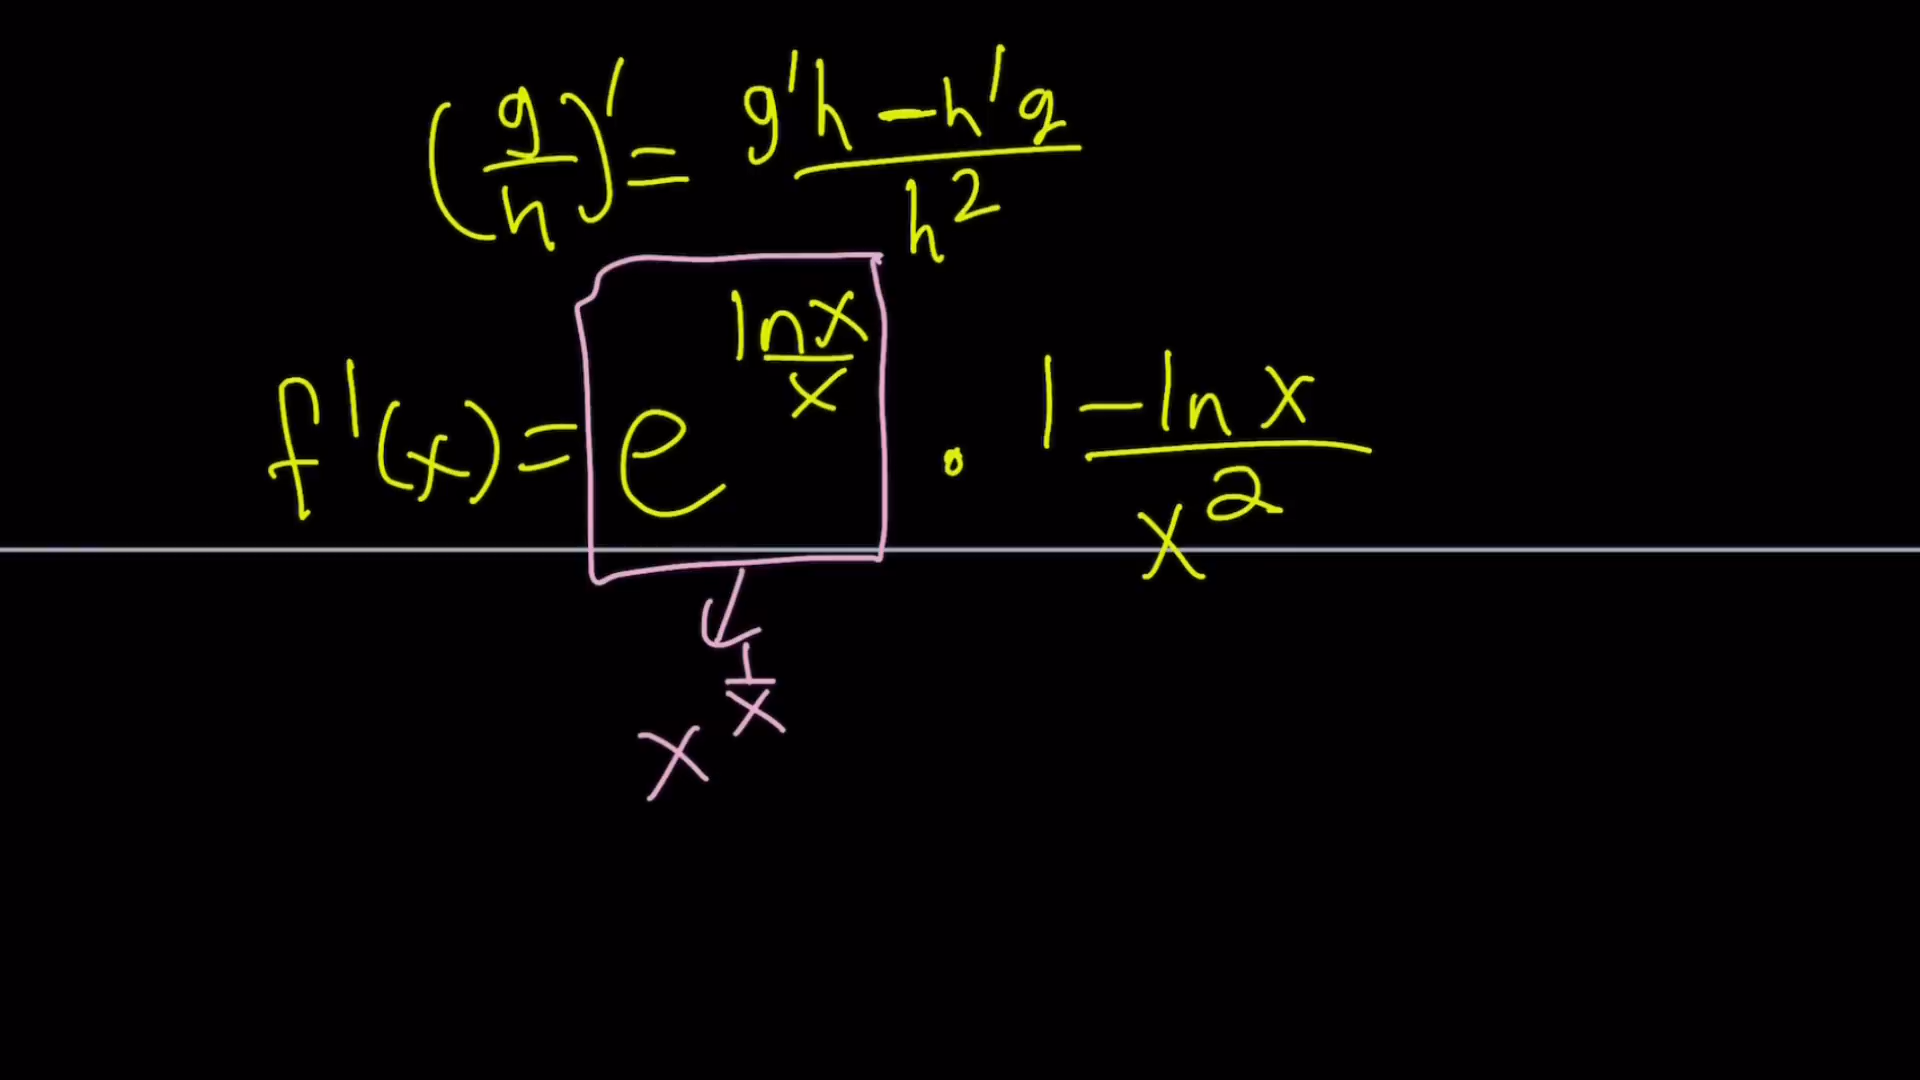 (g/h)' = (g'h - h'g)/h²
f'(x) = e^(ln x/x) · (1 - ln x)/x²
x^(1/x)